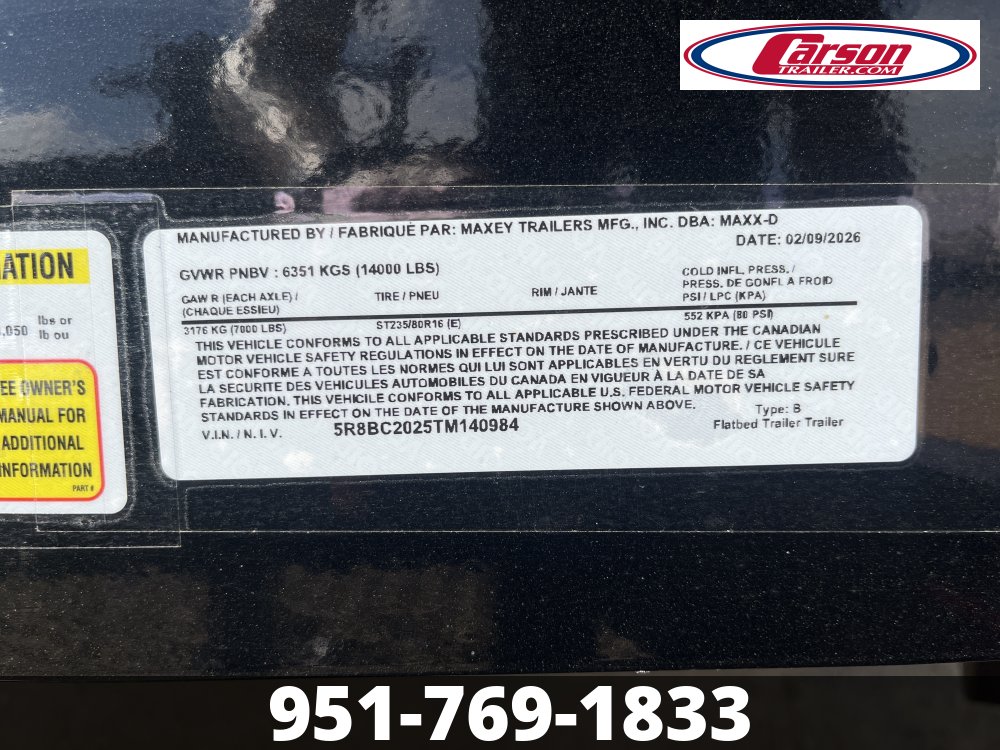 Carson
TRAILER.COM
MANUFACTURED BY / FABRIQUÉ PAR: MAXEY TRAILERS MFG., INC. DBA: MAXX-D
DATE: 02/09/2026
GVWR PNBV : 6351 KGS (14000 LBS)
GAWR (EACH AXLE) /
(CHAQUE ESSIEU)
TIRE / PNEU
RIM / JANTE
COLD INFL. PRESS. /
PRESS. DE GONFL A FROID
PSI / LPC (KPA)
3176 KG (7000 LBS)
ST235/80R16 (E)
552 KPA (80 PSI)
THIS VEHICLE CONFORMS TO ALL APPLICABLE STANDARDS PRESCRIBED UNDER THE CANADIAN
MOTOR VEHICLE SAFETY REGULATIONS IN EFFECT ON THE DATE OF MANUFACTURE. / CE VEHICULE
EST CONFORME A TOUTES LES NORMES QUI LUI SONT APPLICABLES EN VERTU DU REGLEMENT SURE
LA SECURITE DES VEHICULES AUTOMOBILES DU CANADA EN VIGUEUR À LA DATE DE SA
FABRICATION. THIS VEHICILE CONFORMS TO ALL APPLICABLE U.S. FEDERAL MOTOR VEHICLE SAFETY
STANDARDS IN EFFECT ON THE DATE OF THE MANUFACTURE SHOWN ABOVE.
V.I.N. / N.I.V.
5R8BC2025TM140984
Type: B
Flatbed Trailer Trailer
ATION
,050
lbs or
lb ou
EE OWNER'S
MANUAL FOR
ADDITIONAL
INFORMATION
PART #
951-769-1833